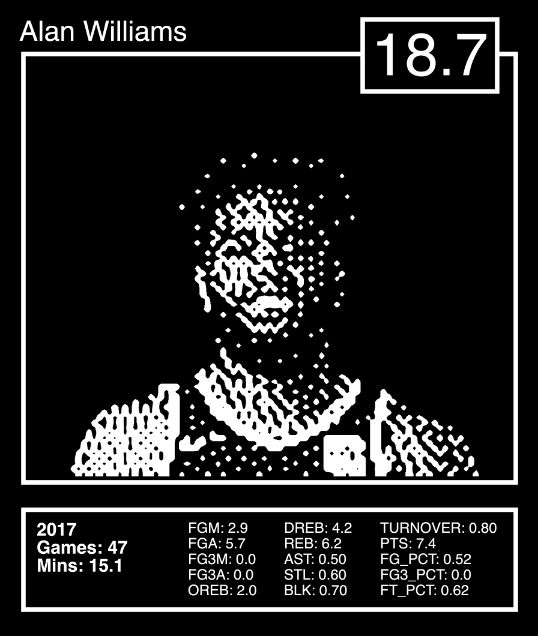 Alan Williams
18.7
2017
Games: 47
Mins: 15.1
FGM: 2.9
FGA: 5.7
FG3M: 0.0
FG3A: 0.0
OREB: 2.0
DREB: 4.2
REB: 6.2
AST: 0.50
STL: 0.60
BLK: 0.70
TURNOVER: 0.80
PTS: 7.4
FG_PCT: 0.52
FG3_PCT: 0.0
FT_PCT: 0.62